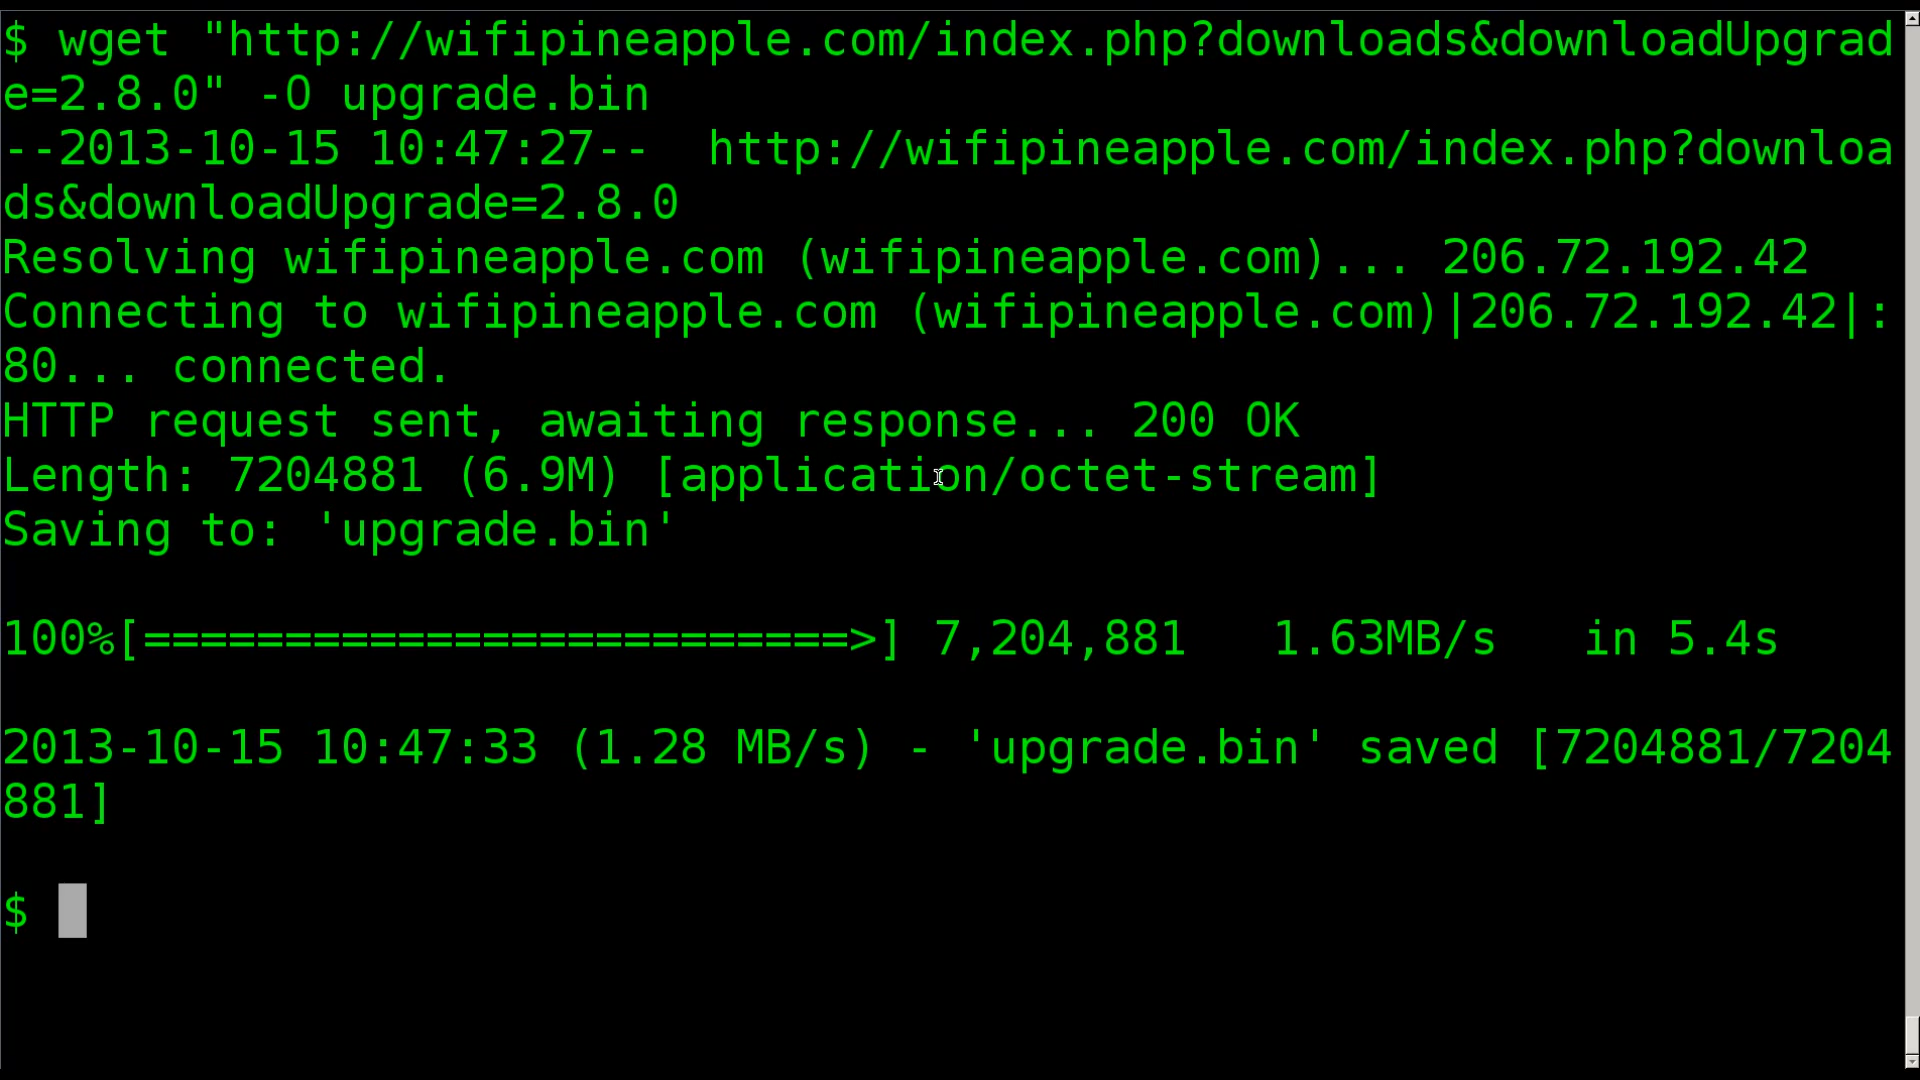 $ wget "http://wifipineapple.com/index.php?downloads&downloadUpgrad
e=2.8.0" -O upgrade.bin
--2013-10-15 10:47:27--  http://wifipineapple.com/index.php?downloa
ds&downloadUpgrade=2.8.0
Resolving wifipineapple.com (wifipineapple.com)... 206.72.192.42
Connecting to wifipineapple.com (wifipineapple.com)|206.72.192.42|:
80... connected.
HTTP request sent, awaiting response... 200 OK
Length: 7204881 (6.9M) [application/octet-stream]
Saving to: 'upgrade.bin'
100%[=========================>] 7,204,881   1.63MB/s   in 5.4s
2013-10-15 10:47:33 (1.28 MB/s) - 'upgrade.bin' saved [7204881/7204
881]
$